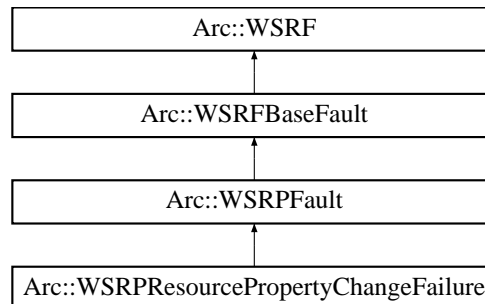 Arc::WSRF
Arc::WSRFBaseFault
Arc::WSRPFault
Arc::WSRPResourcePropertyChangeFailure